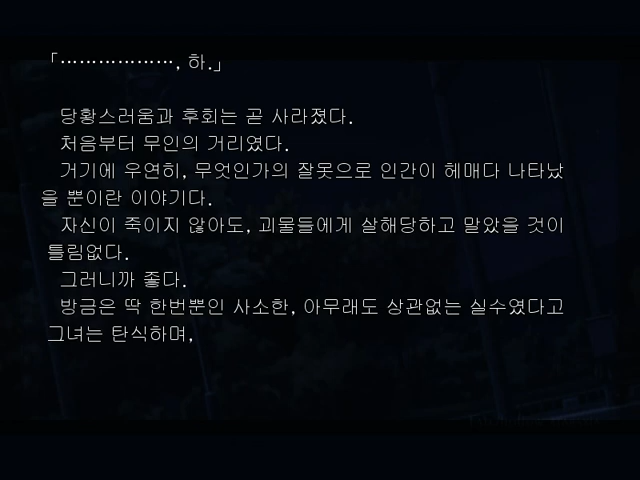 「………………, 하.」
당황스러움과 후회는 곧 사라졌다.
처음부터 무인의 거리였다.
거기에 우연히, 무엇인가의 잘못으로 인간이 헤매다 나타났
을 뿐이란 이야기다.
자신이 죽이지 않아도, 괴물들에게 살해당하고 말았을 것이
틀림없다.
그러니까 좋다.
방금은 딱 한번뿐인 사소한, 아무래도 상관없는 실수였다고
그녀는 탄식하며,